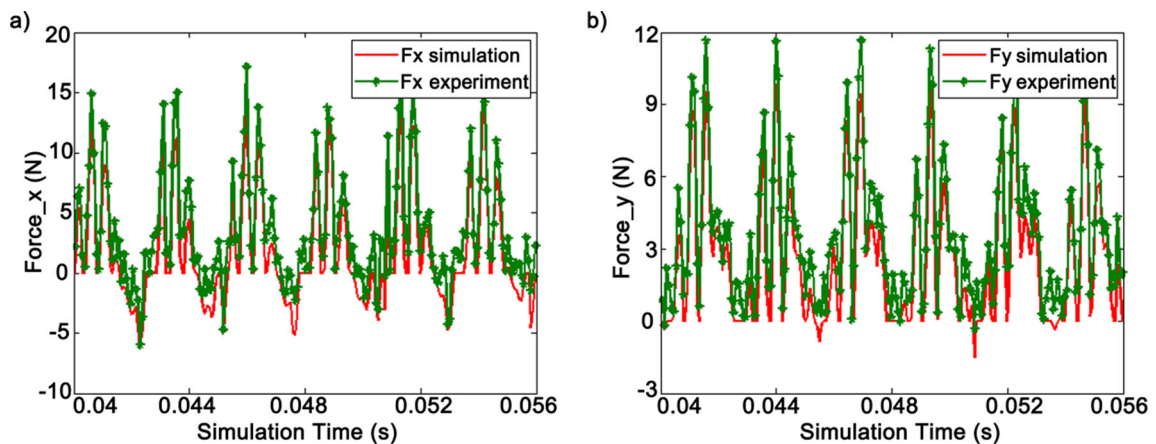 a)
20
15
10
5
0
-5
-10
Force_x (N)
Fx simulation
Fx experiment
0.04 0.044 0.048 0.052 0.056
Simulation Time (s)
b)
12
9
6
3
0
-3
Force_y (N)
Fy simulation
Fy experiment
0.04 0.044 0.048 0.052 0.056
Simulation Time (s)